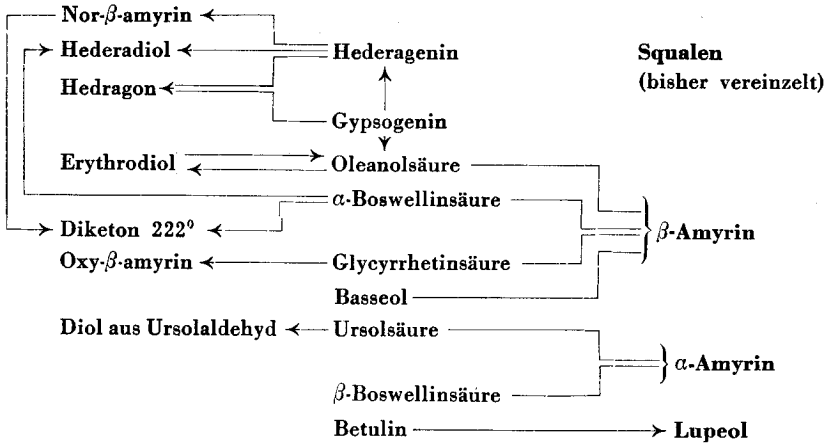 Nor-β-amyrin
Hederadiol
Hederagenin
Squalen
(bisher vereinzelt)
Hedragon
Gypsogenin
Erythrodiol
Oleanolsäure
α-Boswellinsäure
Diketon 222⁰
β-Amyrin
Oxy-β-amyrin
Glycyrrhetinsäure
Basseol
Diol aus Ursolaldehyd
Ursolsäure
α-Amyrin
β-Boswellinsäure
Betulin
Lupeol